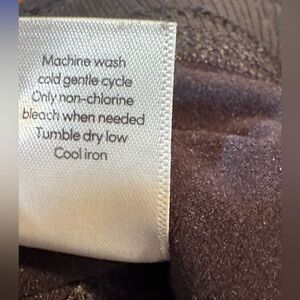 Machine wash
cold gentle cycle
Only non-chlorine
bleach when needed
Tumble dry low
Cool iron